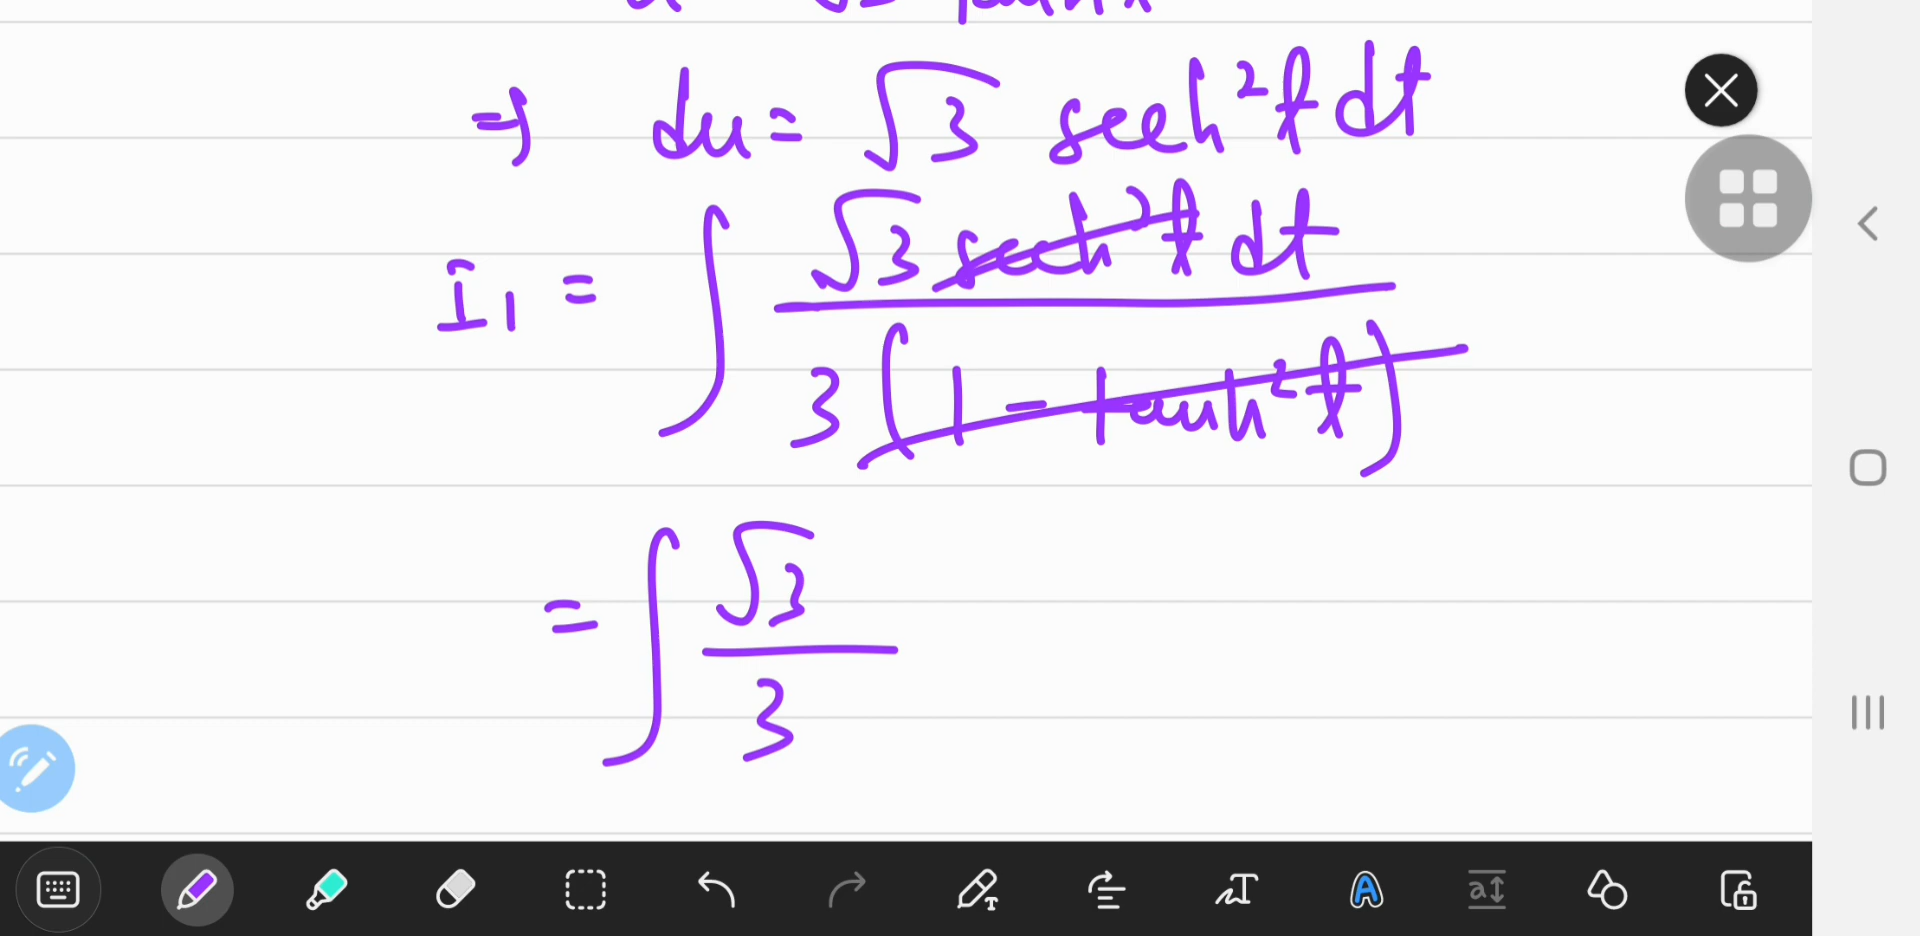 ⇒ du = √3 sech²t dt
I₁ = ∫ √3 sech²t dt / 3(1 - tanh²t)
= ∫ √3 / 3